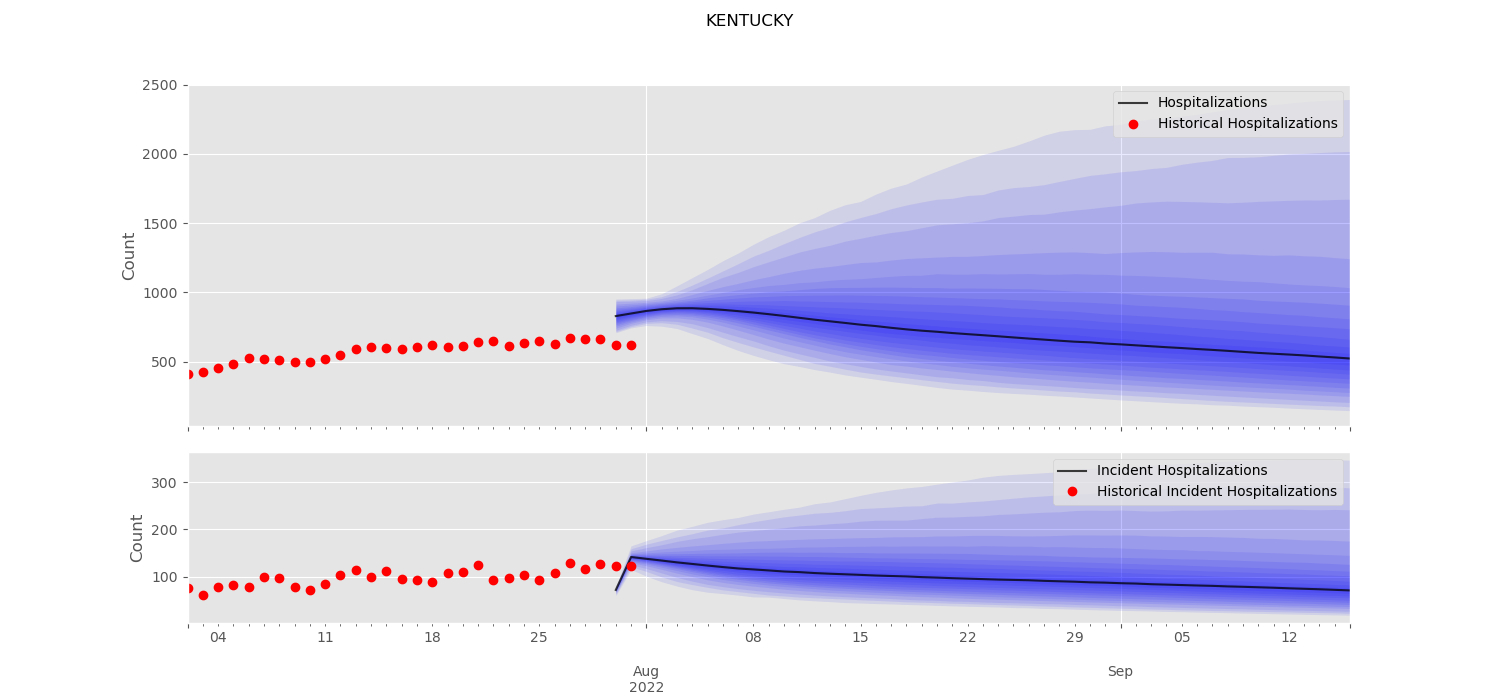 KENTUCKY
2500
2000
1500
1000
500
Count
Hospitalizations
Historical Hospitalizations
300
200
100
Count
Incident Hospitalizations
Historical Incident Hospitalizations
04 11 18 25 08 15 22 29 05 12
Aug Sep
2022